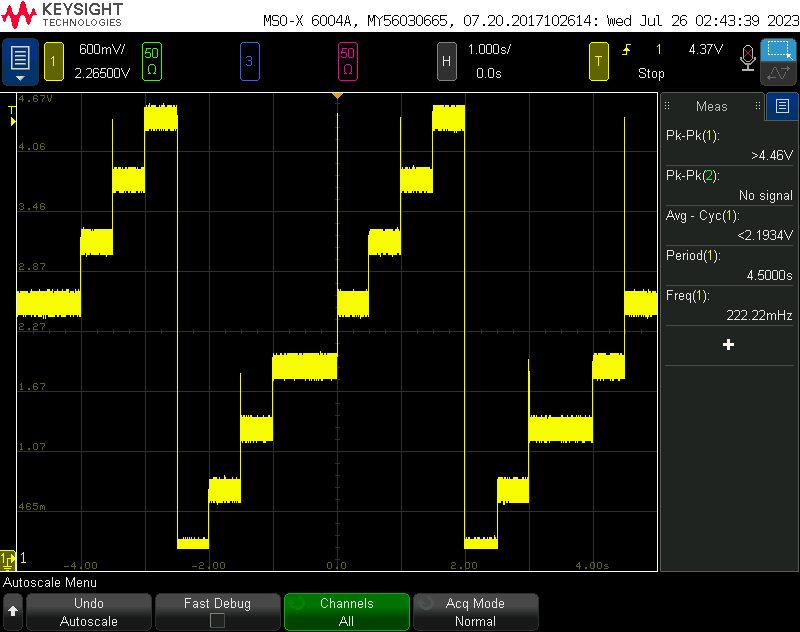 KEYSIGHT
TECHNOLOGIES
MSO-X 6004A, MY56030665, 07.20.2017102614: Wed Jul 26 02:43:39 2023
1
600mV/
2.26500V
50
Ω
3
50
Ω
H
1.000s/
0.0s
T
1
4.37V
Stop
4.67V
4.06
3.46
2.87
2.27
1.67
1.07
465m
T
1
1
-4.00
-2.00
0.0
2.00
4.00s
Meas
Pk-Pk(1):
>4.46V
Pk-Pk(2):
No signal
Avg - Cyc(1):
<2.1934V
Period(1):
4.5000s
Freq(1):
222.22mHz
+
Autoscale Menu
Undo
Autoscale
Fast Debug
Channels
All
Acq Mode
Normal